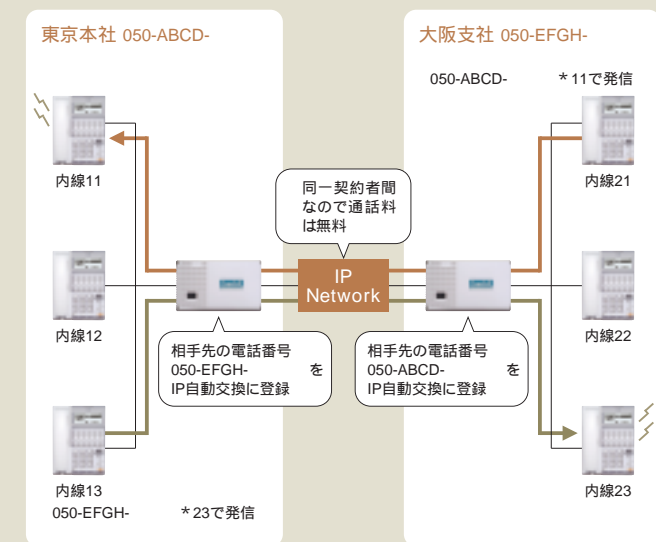 東京本社 050-ABCD-
大阪支社 050-EFGH-
050-ABCD- *11で発信
内線11
内線21
同一契約者間
なので通話料
は無料
IP
Network
内線12
内線22
相手先の電話番号
050-EFGH- を
IP自動交換に登録
相手先の電話番号
050-ABCD- を
IP自動交換に登録
内線13
050-EFGH- *23で発信
内線23